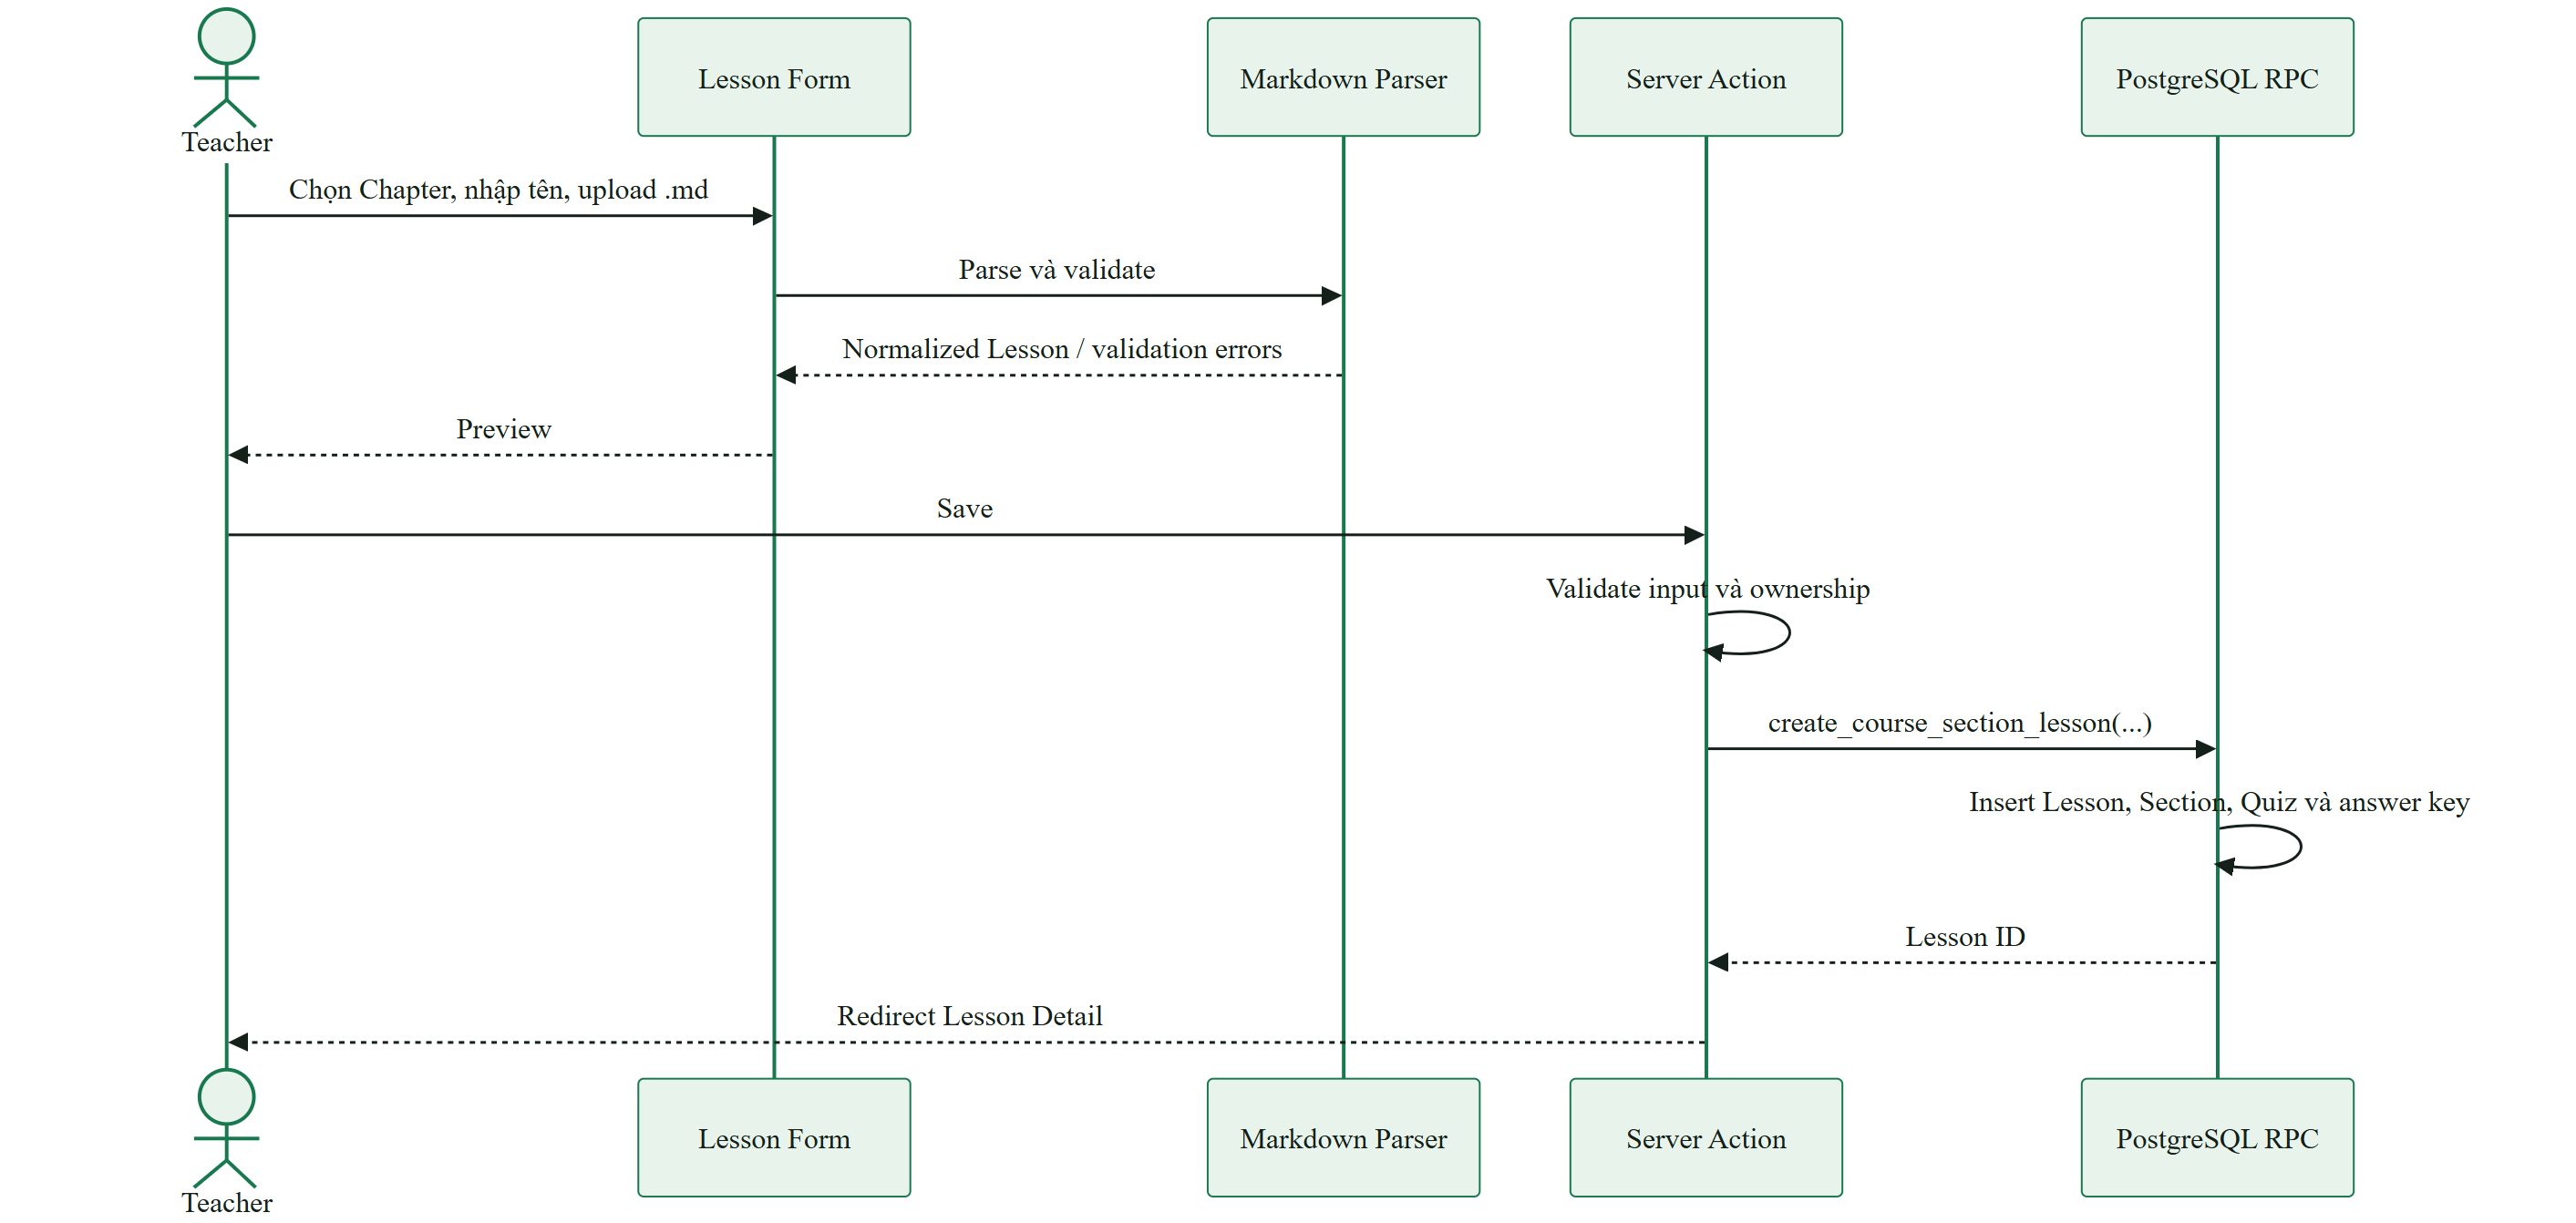 Teacher
Lesson Form
Markdown Parser
Server Action
PostgreSQL RPC
Chọn Chapter, nhập tên, upload .md
Parse và validate
Normalized Lesson / validation errors
Preview
Save
Validate input và ownership
create_course_section_lesson(...)
Insert Lesson, Section, Quiz và answer key
Lesson ID
Redirect Lesson Detail
Teacher
Lesson Form
Markdown Parser
Server Action
PostgreSQL RPC